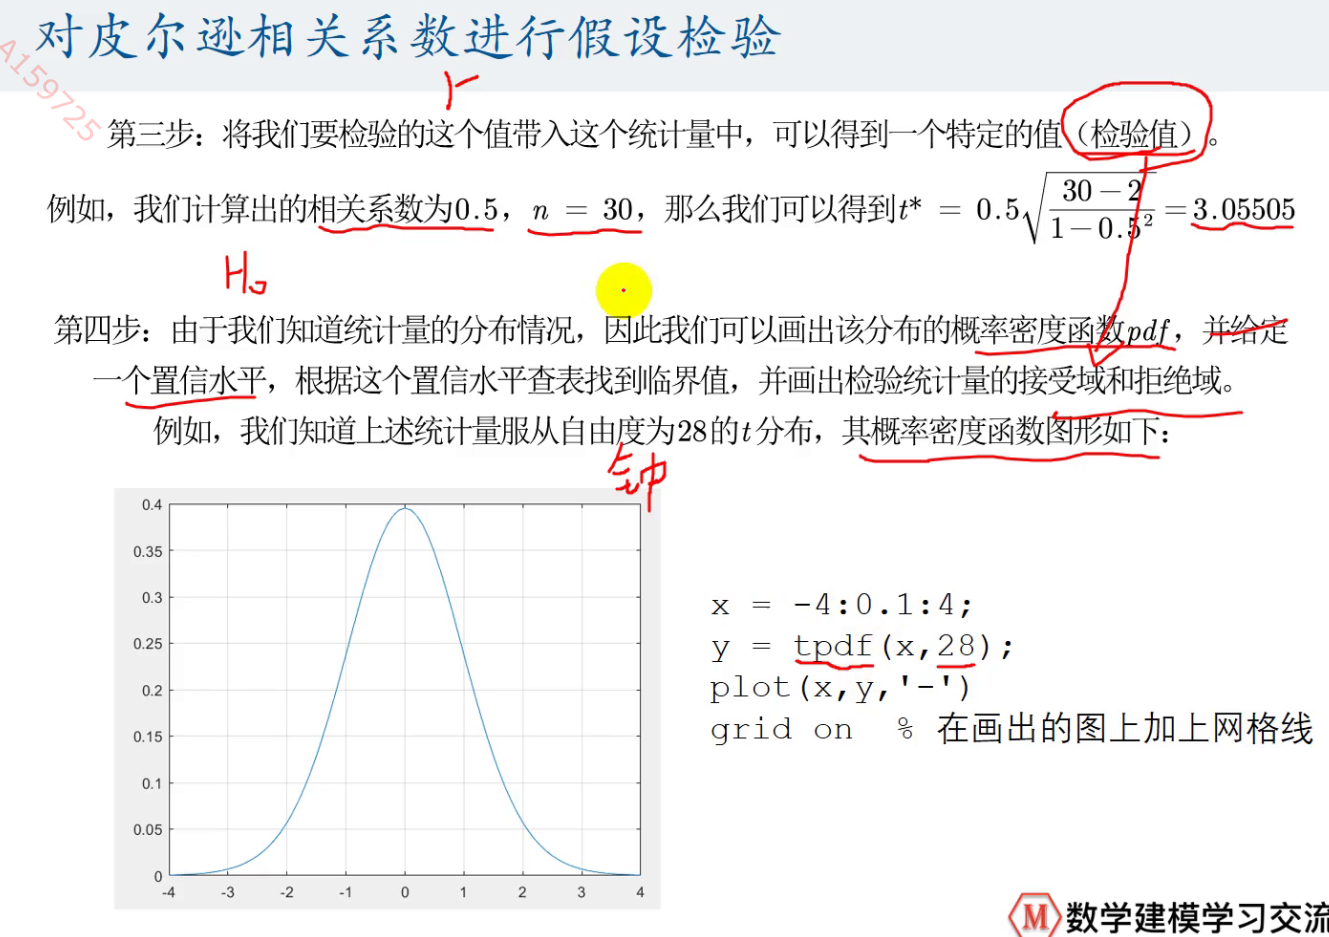 对皮尔逊相关系数进行假设检验
A159725
r
第三步：将我们要检验的这个值带入这个统计量中，可以得到一个特定的值（检验值）。
例如，我们计算出的相关系数为0.5，n = 30，那么我们可以得到t* = 0.5√((30−2)/(1−0.5²)) = 3.05505
H₀
第四步：由于我们知道统计量的分布情况，因此我们可以画出该分布的概率密度函数pdf，并给定
一个置信水平，根据这个置信水平查表找到临界值，并画出检验统计量的接受域和拒绝域。
例如，我们知道上述统计量服从自由度为28的t分布，其概率密度函数图形如下：
钟
0.4
0.35
0.3
0.25
0.2
0.15
0.1
0.05
0
-4 -3 -2 -1 0 1 2 3 4
x = -4:0.1:4;
y = tpdf(x,28);
plot(x,y,'-')
grid on % 在画出的图上加上网格线
M 数学建模学习交流